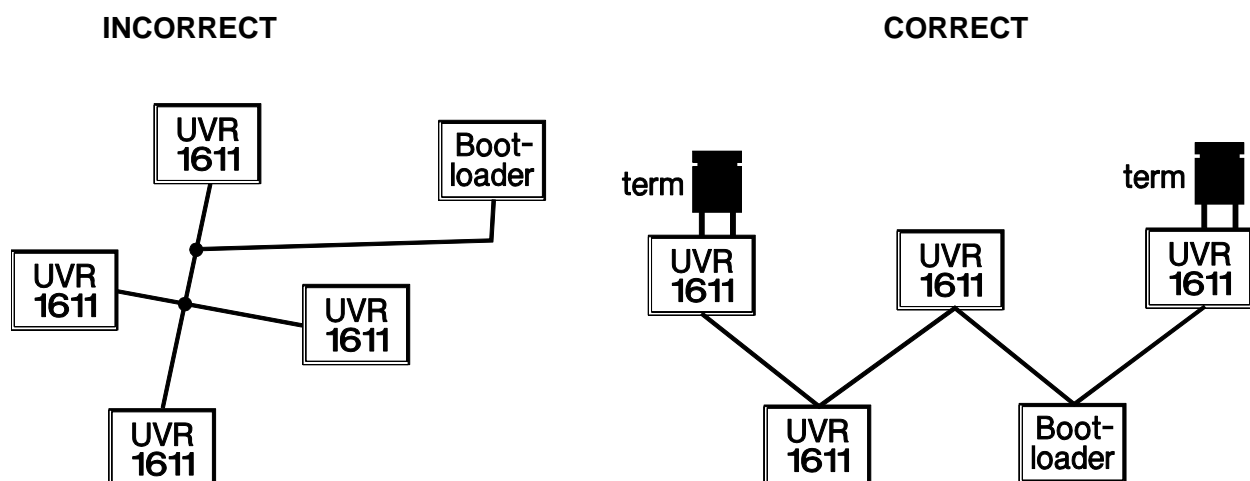 INCORRECT
UVR
1611
Boot-
loader
UVR
1611
UVR
1611
UVR
1611
CORRECT
term
term
UVR
1611
UVR
1611
UVR
1611
UVR
1611
Boot-
loader